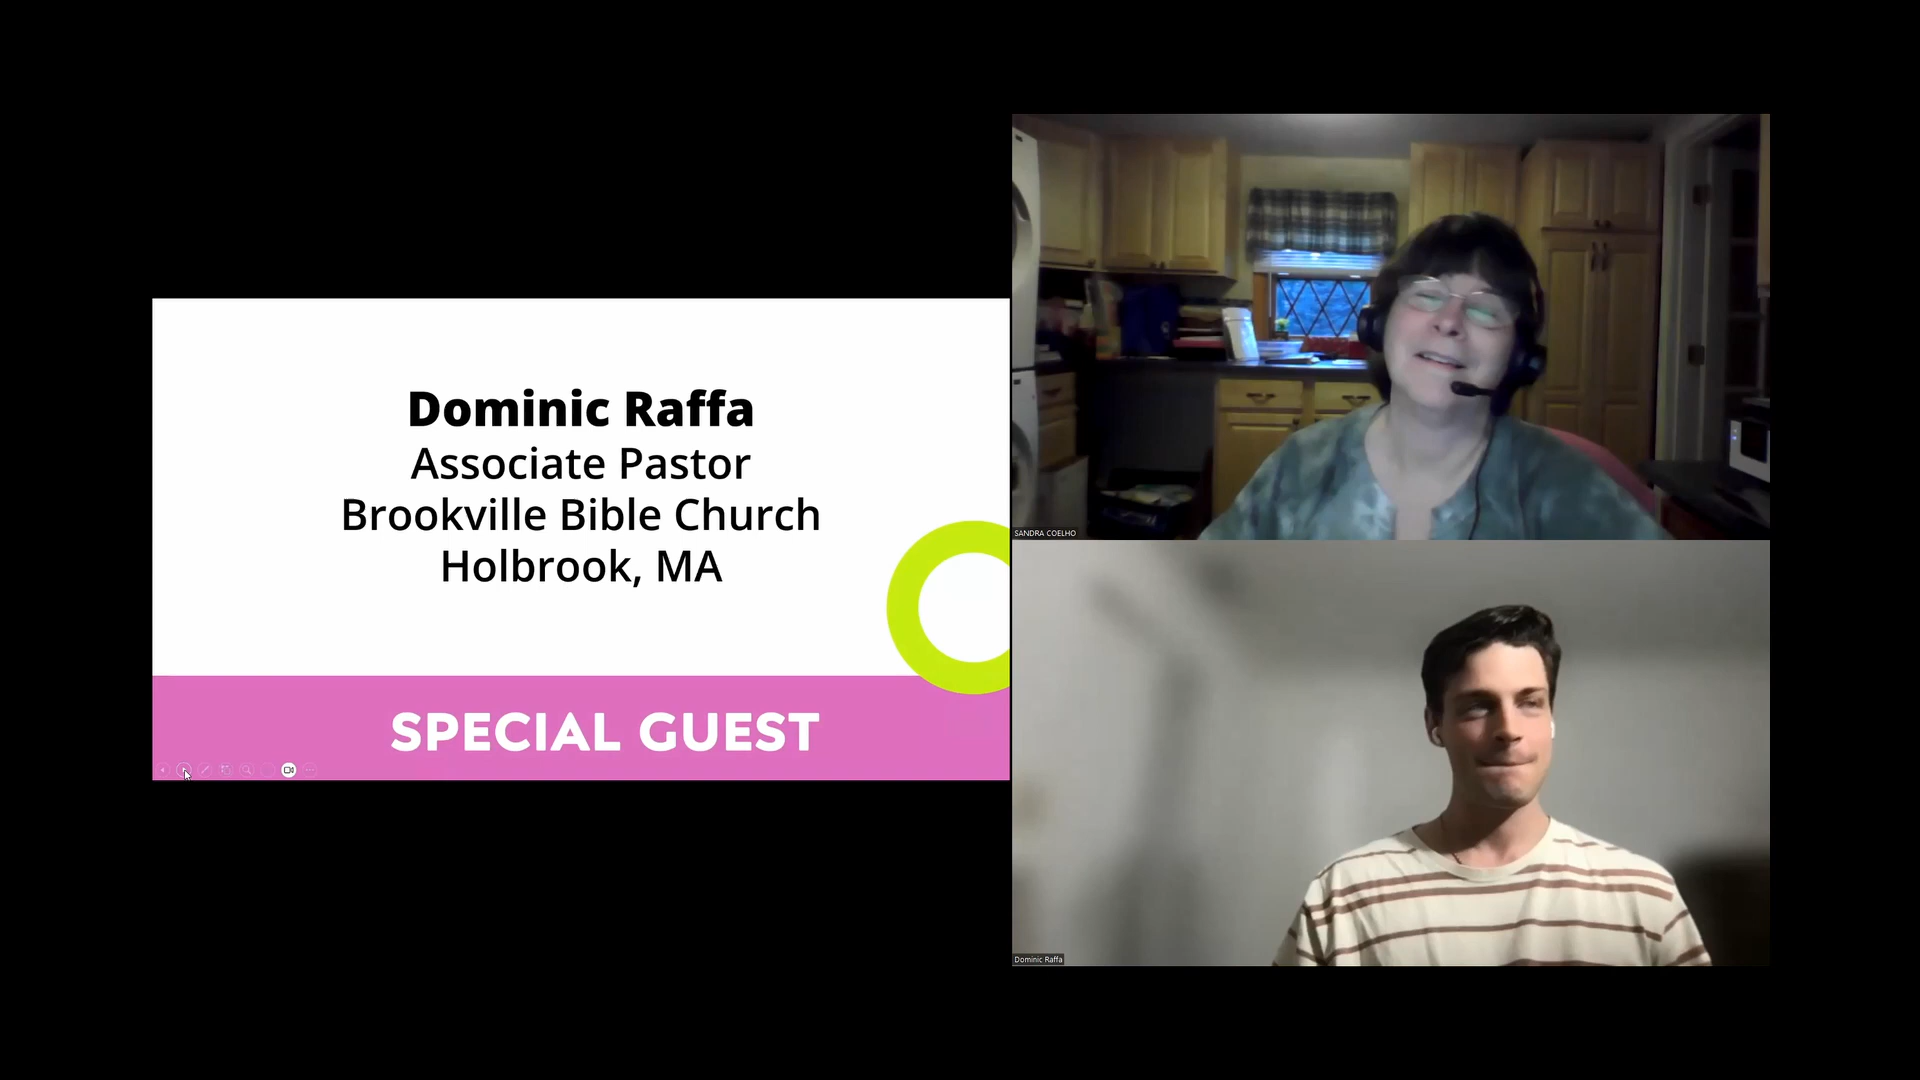 Dominic Raffa
Associate Pastor
Brookville Bible Church
Holbrook, MA
SPECIAL GUEST
SANDRA COELHO
Dominic Raffa